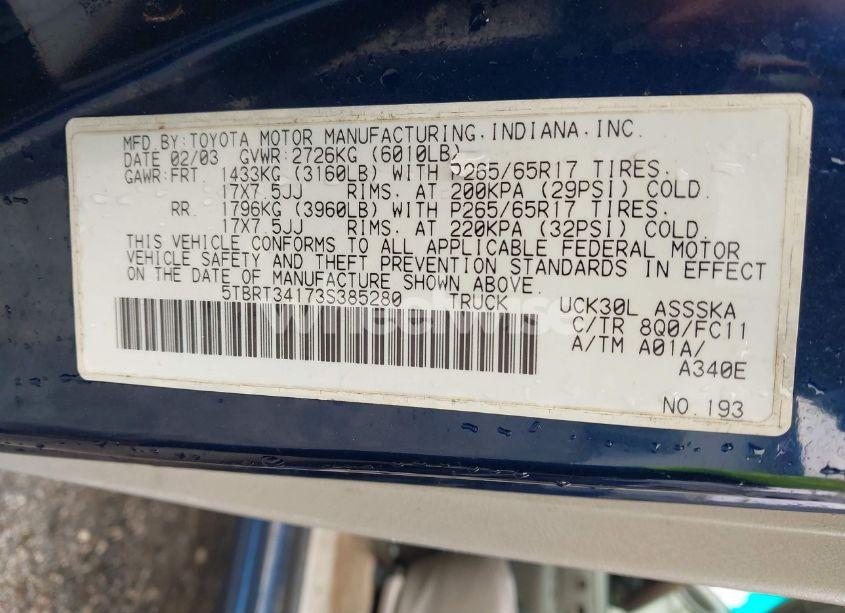 MFD.BY:TOYOTA MOTOR MANUFACTURING,INDIANA,INC.
DATE 02/03 GVWR:2726KG (6010LB)
GAWR:FRT. 1433KG (3160LB) WITH P265/65R17 TIRES.
17X7.5JJ RIMS. AT 200KPA (29PSI) COLD.
RR. 1796KG (3960LB) WITH P265/65R17 TIRES.
17X7.5JJ RIMS. AT 220KPA (32PSI) COLD.
THIS VEHICLE CONFORMS TO ALL APPLICABLE FEDERAL MOTOR
VEHICLE SAFETY AND THEFT PREVENTION STANDARDS IN EFFECT
ON THE DATE OF MANUFACTURE SHOWN ABOVE.
5TBRT34173S385280 TRUCK UCK30L ASSSKA
C/TR 8Q0/FC11
A/TM A01A/
A340E
NO.193